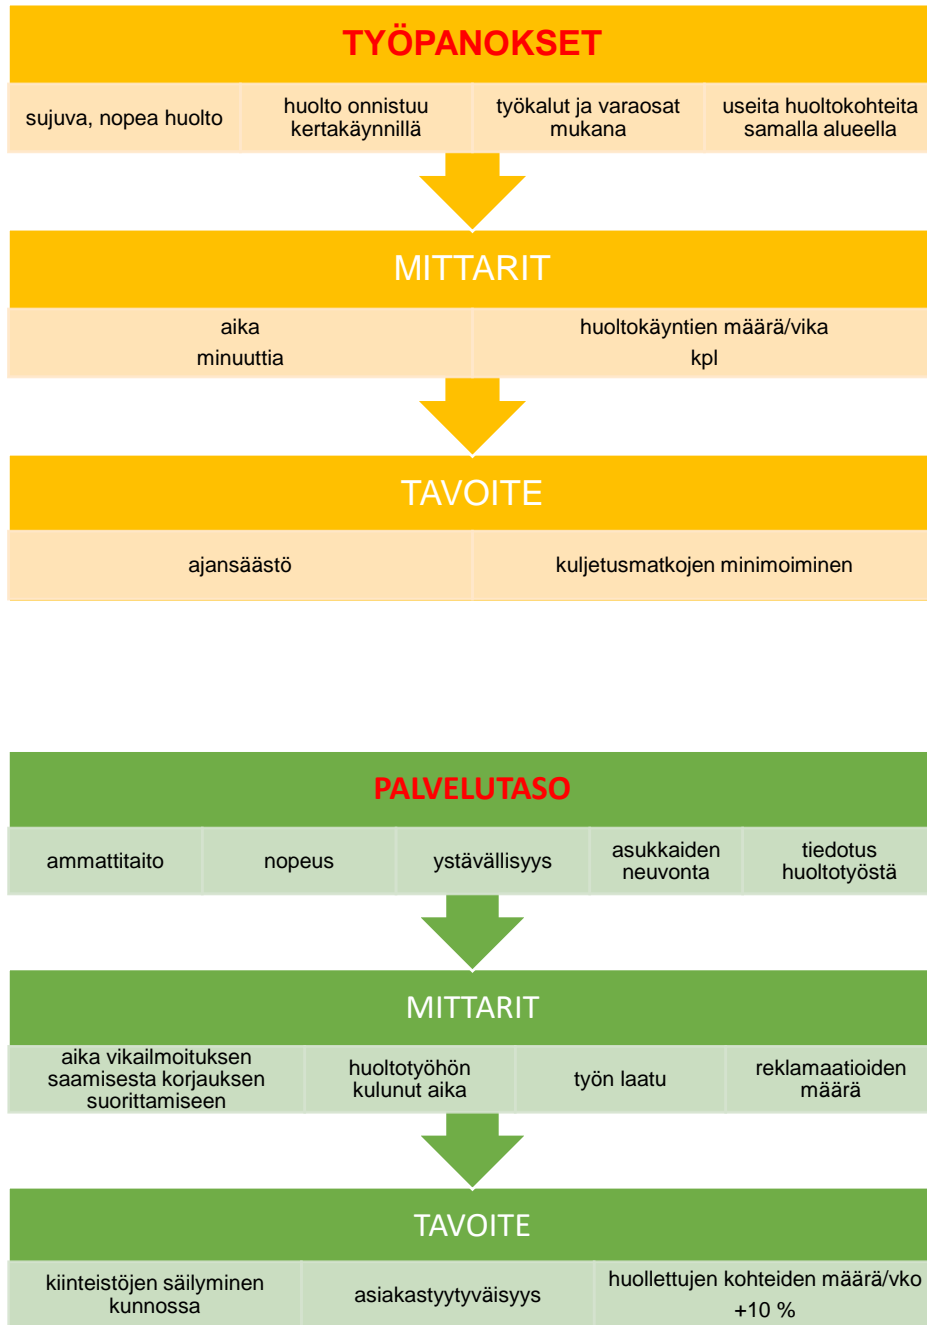 TYÖPANOKSET
sujuva, nopea huolto
huolto onnistuu
kertakäynnillä
työkalut ja varaosat
mukana
useita huoltokohteita
samalla alueella
MITTARIT
aika
minuuttia
huoltokäyntien määrä/vika
kpl
TAVOITE
ajansäästö
kuljetusmatkojen minimoiminen
PALVELUTASO
ammattitaito
nopeus
ystävällisyys
asukkaiden
neuvonta
tiedotus
huoltotyöstä
MITTARIT
aika vikailmoituksen
saamisesta korjauksen
suorittamiseen
huoltotyöhön
kulunut aika
työn laatu
reklamaatioiden
määrä
TAVOITE
kiinteistöjen säilyminen
kunnossa
asiakastyytyväisyys
huollettujen kohteiden määrä/vko
+10 %